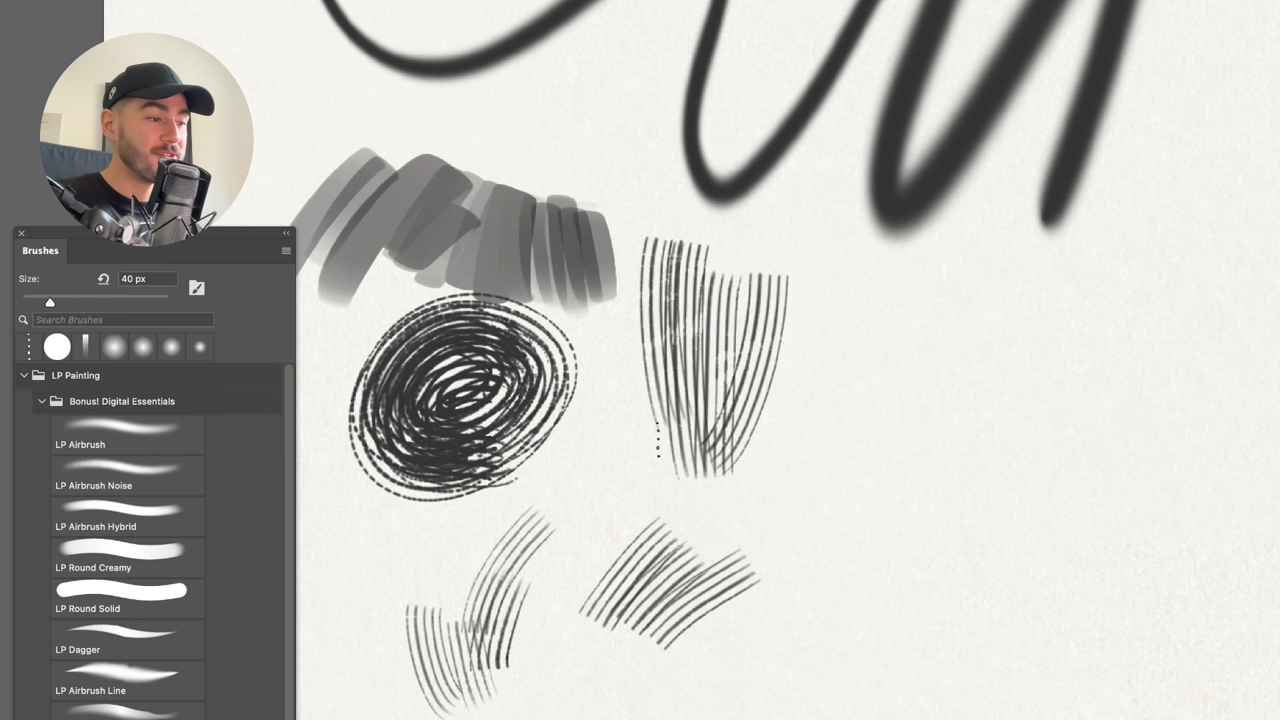 Brushes
Size:
40 px
Search Brushes
LP Painting
Bonus! Digital Essentials
LP Airbrush
LP Airbrush Noise
LP Airbrush Hybrid
LP Round Creamy
LP Round Solid
LP Dagger
LP Airbrush Line